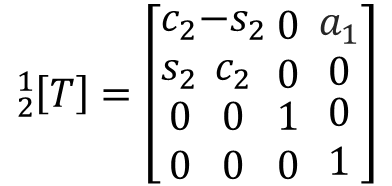 ¹₂[T] = [c₂ −s₂ 0 a₁
s₂ c₂ 0 0
0 0 1 0
0 0 0 1]